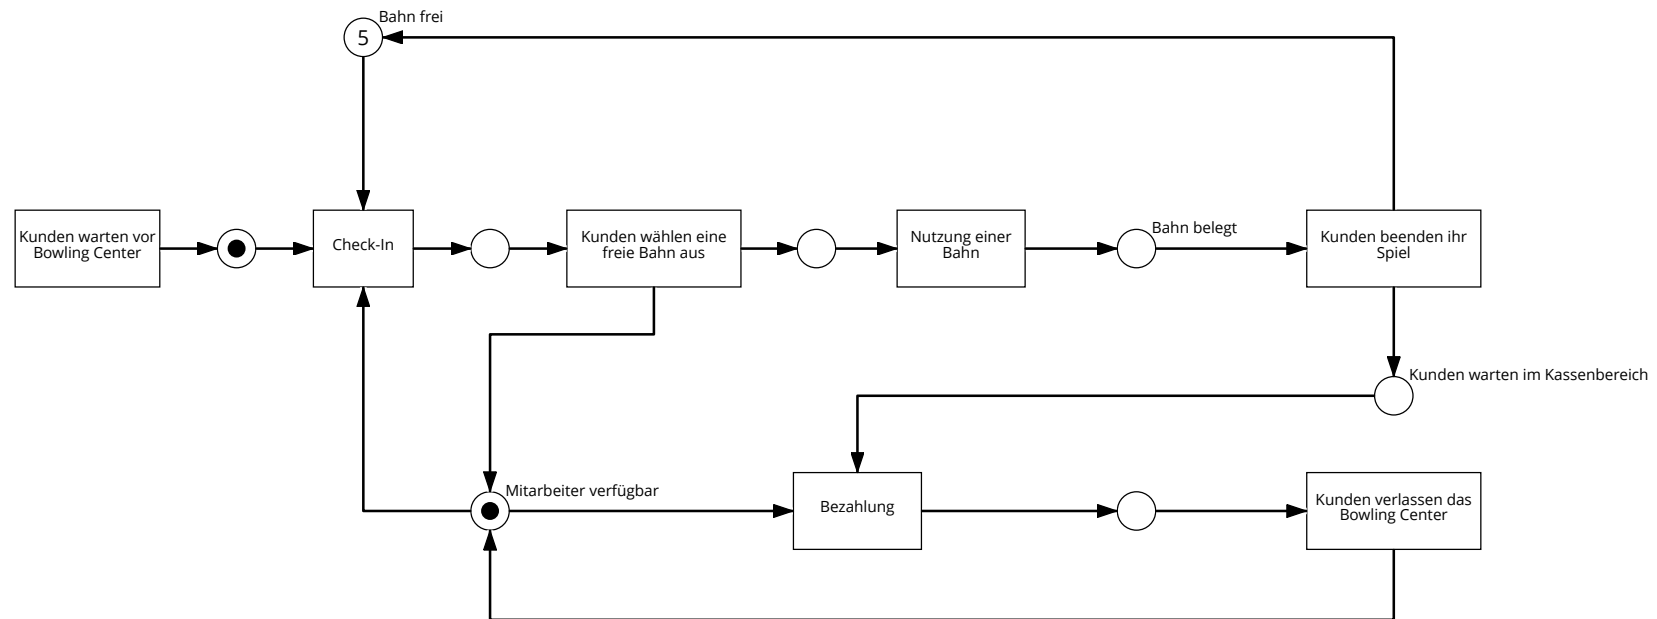 Bahn frei
5
Kunden warten vor
Bowling Center
Check-In
Kunden wählen eine
freie Bahn aus
Nutzung einer
Bahn
Bahn belegt
Kunden beenden ihr
Spiel
Kunden warten im Kassenbereich
Mitarbeiter verfügbar
Bezahlung
Kunden verlassen das
Bowling Center